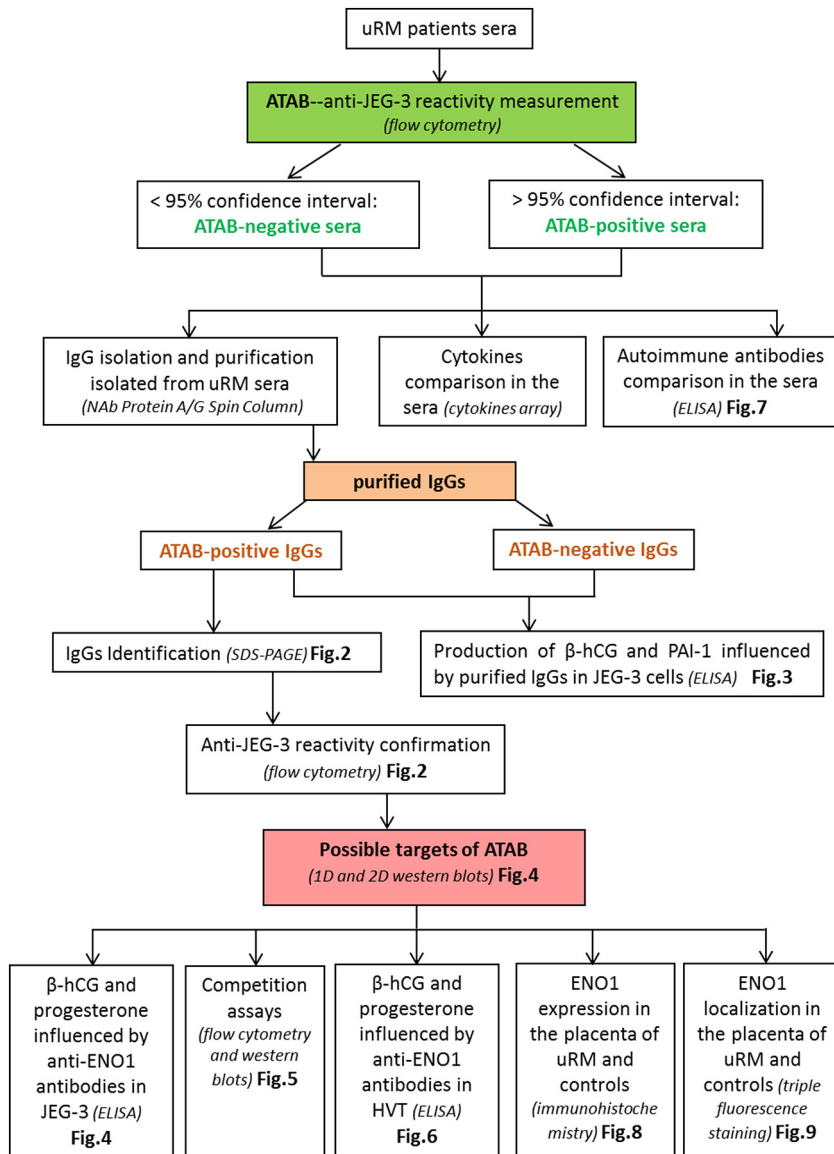 uRM patients sera
ATAB--anti-JEG-3 reactivity measurement
(flow cytometry)
< 95% confidence interval:
ATAB-negative sera
> 95% confidence interval:
ATAB-positive sera
IgG isolation and purification
isolated from uRM sera
(NAb Protein A/G Spin Column)
Cytokines
comparison in the
sera (cytokines array)
Autoimmune antibodies
comparison in the sera
(ELISA) Fig.7
purified IgGs
ATAB-positive IgGs
ATAB-negative IgGs
IgGs Identification (SDS-PAGE) Fig.2
Production of β-hCG and PAI-1 influenced
by purified IgGs in JEG-3 cells (ELISA) Fig.3
Anti-JEG-3 reactivity confirmation
(flow cytometry) Fig.2
Possible targets of ATAB
(1D and 2D western blots) Fig.4
β-hCG and
progesterone
influenced by
anti-ENO1
antibodies in
JEG-3 (ELISA)
Fig.4
Competition
assays
(flow cytometry
and western
blots) Fig.5
β-hCG and
progesterone
influenced by
anti-ENO1
antibodies in
HVT (ELISA)
Fig.6
ENO1
expression in
the placenta of
uRM and
controls
(immunohistoche
mistry) Fig.8
ENO1
localization in
the placenta of
uRM and
controls (triple
fluorescence
staining) Fig.9